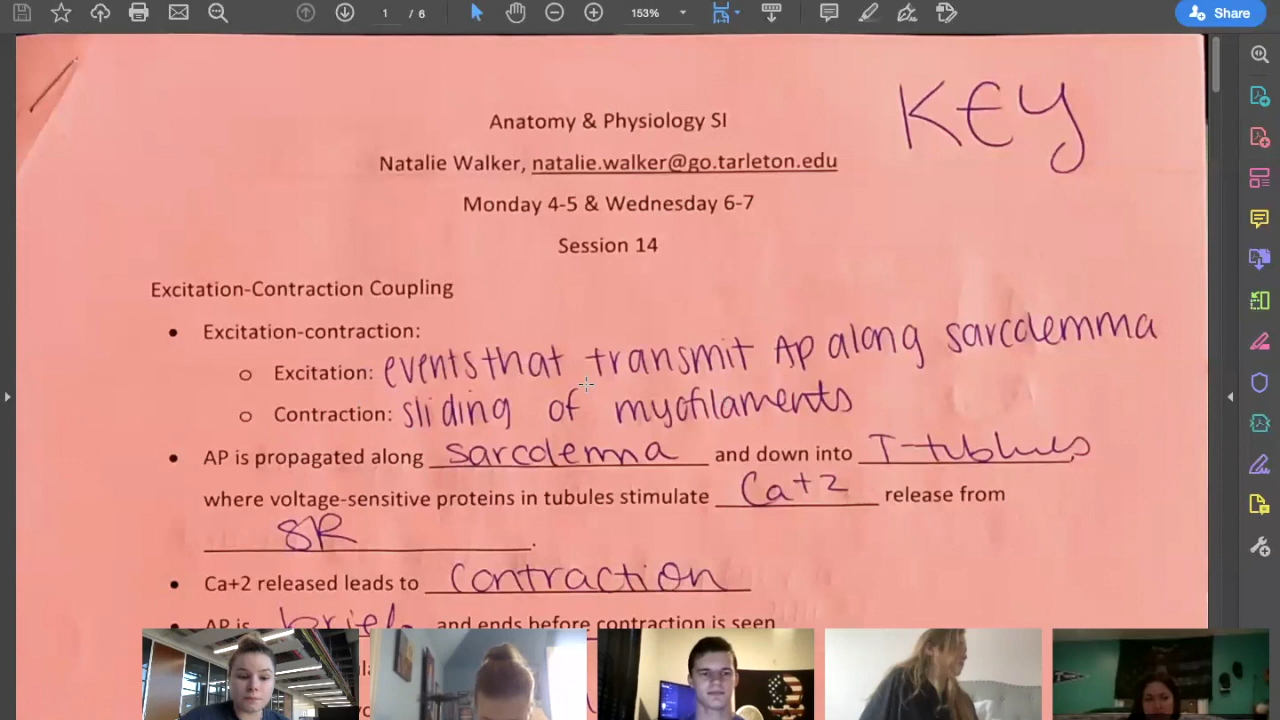 1 / 6
153%
Share
KEY
Anatomy & Physiology SI
Natalie Walker, natalie.walker@go.tarleton.edu
Monday 4-5 & Wednesday 6-7
Session 14
Excitation-Contraction Coupling
• Excitation-contraction:
o Excitation: events that transmit AP along sarcolemma
o Contraction: sliding of myofilaments
• AP is propagated along sarcolemma and down into T-tubules,
where voltage-sensitive proteins in tubules stimulate Ca+2 release from
SR.
• Ca+2 released leads to contraction
• AP is brief and ends before contraction is seen